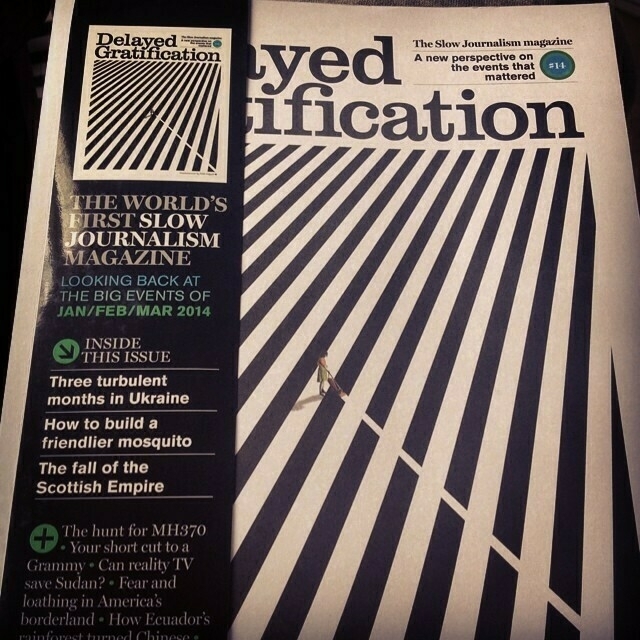 Delayed
Gratification
THE WORLD'S
FIRST SLOW
JOURNALISM
MAGAZINE
LOOKING BACK AT
THE BIG EVENTS OF
JAN/FEB/MAR 2014
INSIDE
THIS ISSUE
Three turbulent
months in Ukraine
How to build a
friendlier mosquito
The fall of the
Scottish Empire
The hunt for MH370
• Your short cut to a
Grammy • Can reality TV
save Sudan? • Fear and
loathing in America's
borderland • How Ecuador's
rainforest turned Chinese •
ayed
tification
The Slow Journalism magazine
A new perspective on
the events that
mattered
#14